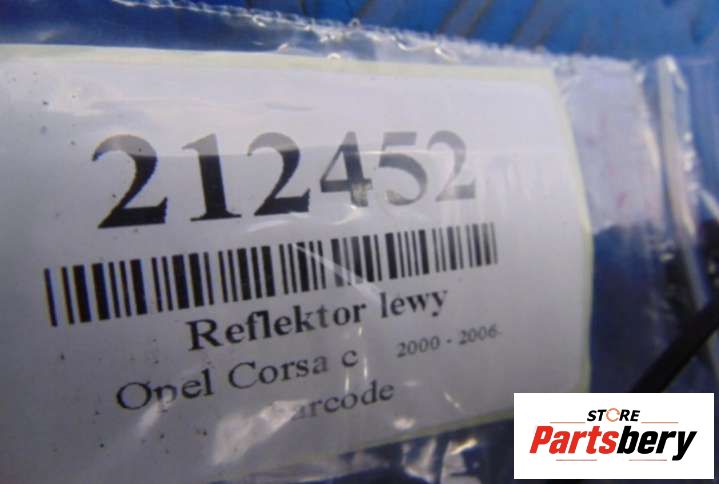 212452
Reflektor lewy
Opel Corsa c 2000 - 2006
STORE
Partsbery